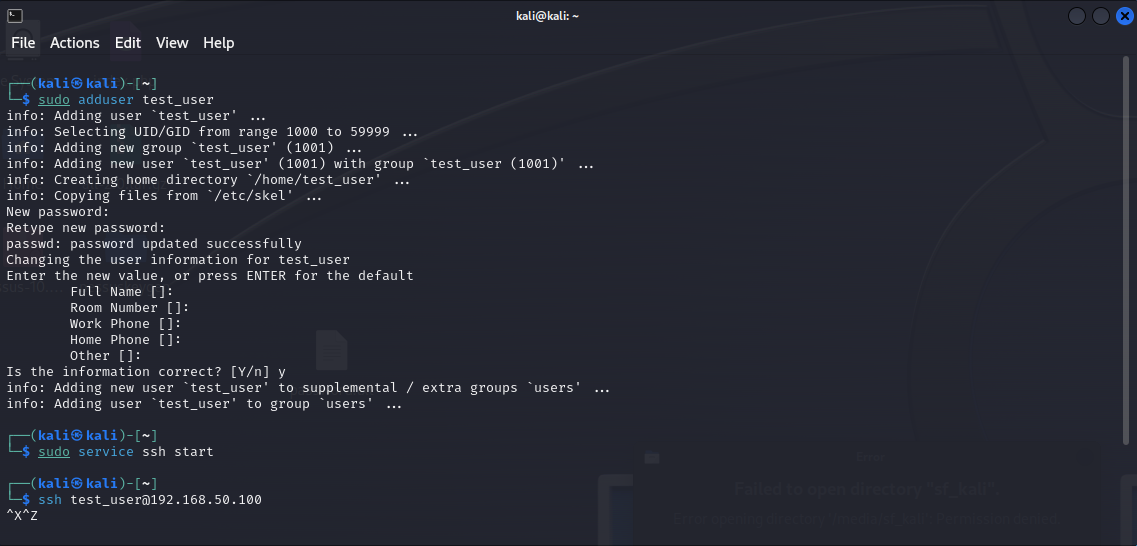 kali@kali: ~
File Actions Edit View Help
┌──(kali㉿kali)-[~]
└─$ sudo adduser test_user
info: Adding user `test_user' ...
info: Selecting UID/GID from range 1000 to 59999 ...
info: Adding new group `test_user' (1001) ...
info: Adding new user `test_user' (1001) with group `test_user (1001)' ...
info: Creating home directory `/home/test_user' ...
info: Copying files from `/etc/skel' ...
New password:
Retype new password:
passwd: password updated successfully
Changing the user information for test_user
Enter the new value, or press ENTER for the default
        Full Name []:
        Room Number []:
        Work Phone []:
        Home Phone []:
        Other []:
Is the information correct? [Y/n] y
info: Adding new user `test_user' to supplemental / extra groups `users' ...
info: Adding user `test_user' to group `users' ...
┌──(kali㉿kali)-[~]
└─$ sudo service ssh start
┌──(kali㉿kali)-[~]
└─$ ssh test_user@192.168.50.100
^X^Z
Error
Failed to open directory "sf_kali".
Permission denied